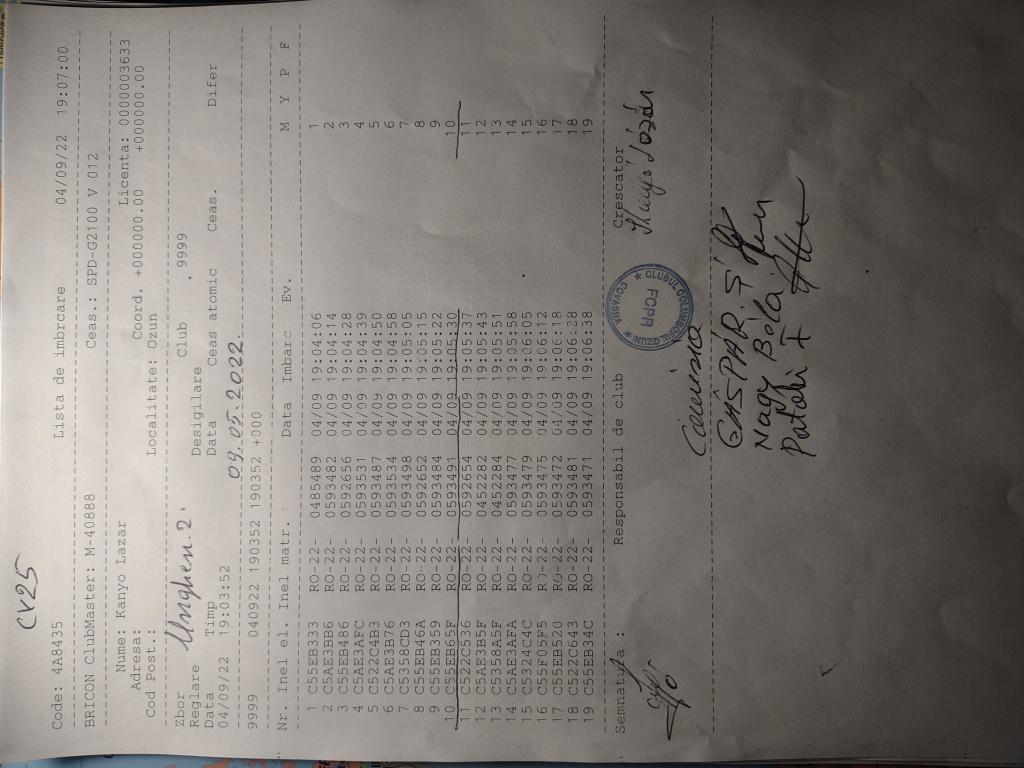 CV25
Code: 4A8435 Lista de imbrcare 04/09/22 19:07:00
BRICON ClubMaster: M-40888 Ceas.: SPD-G2100 V 012
Nume: Kanyo Lazar Licenta: 0000003633
Adresa: Coord. +000000.00 +0000000.00
Cod Post.: Localitate: Ozun
Zbor Unghen.2 Club . 9999
Reglare Desigilare
Data Timp Data Ceas atomic Ceas. Difer
04/09/22 19:03:52 09.05.2022.
9999 040922 190352 190352 +000
Nr. Inel el. Inel matr. Data Imbarc Ev. M Y P F
1 C55EB333 RO-22- 0485489 04/09 19:04:06 1
2 C5AE3BB6 RO-22- 0593482 04/09 19:04:14 2
3 C55EB486 RO-22- 0592656 04/09 19:04:28 3
4 C5AE3AFC RO-22- 0593531 04/09 19:04:39 4
5 C522C4B3 RO-22- 0593487 04/09 19:04:50 5
6 C5AE3B76 RO-22- 0593534 04/09 19:04:58 6
7 C5358CD3 RO-22- 0593498 04/09 19:05:05 7
8 C55EB46A RO-22- 0592652 04/09 19:05:15 8
9 C55EB359 RO-22- 0593484 04/09 19:05:22 9
10 C55EB65F RO-22- 0593491 04/09 10
11 C522C536 RO-22- 0592654 04/09 19:05:37 11
12 C5AE3B5F RO-22- 0452282 04/09 19:05:43 12
13 C5358A5F RO-22- 0452284 04/09 19:05:51 13
14 C5AE3AFA RO-22- 0593477 04/09 19:05:58 14
15 C5324C4C RO-22- 0593479 04/09 19:06:05 15
16 C55F05F5 RO-22- 0593475 04/09 19:06:12 16
17 C55EB520 RO-22- 0593472 04/09 19:06:18 17
18 C522C643 RO-22- 0593481 04/09 19:06:28 18
19 C55EB34C RO-22- 0593471 04/09 19:06:38 19
Semnatura : Responsabil de club Crescator
CLUBUL COLUMBOFIL OZUN COVASNA
FCPR
Comisia
GÁSPÁR. S
Nagy Béla
Pataki F